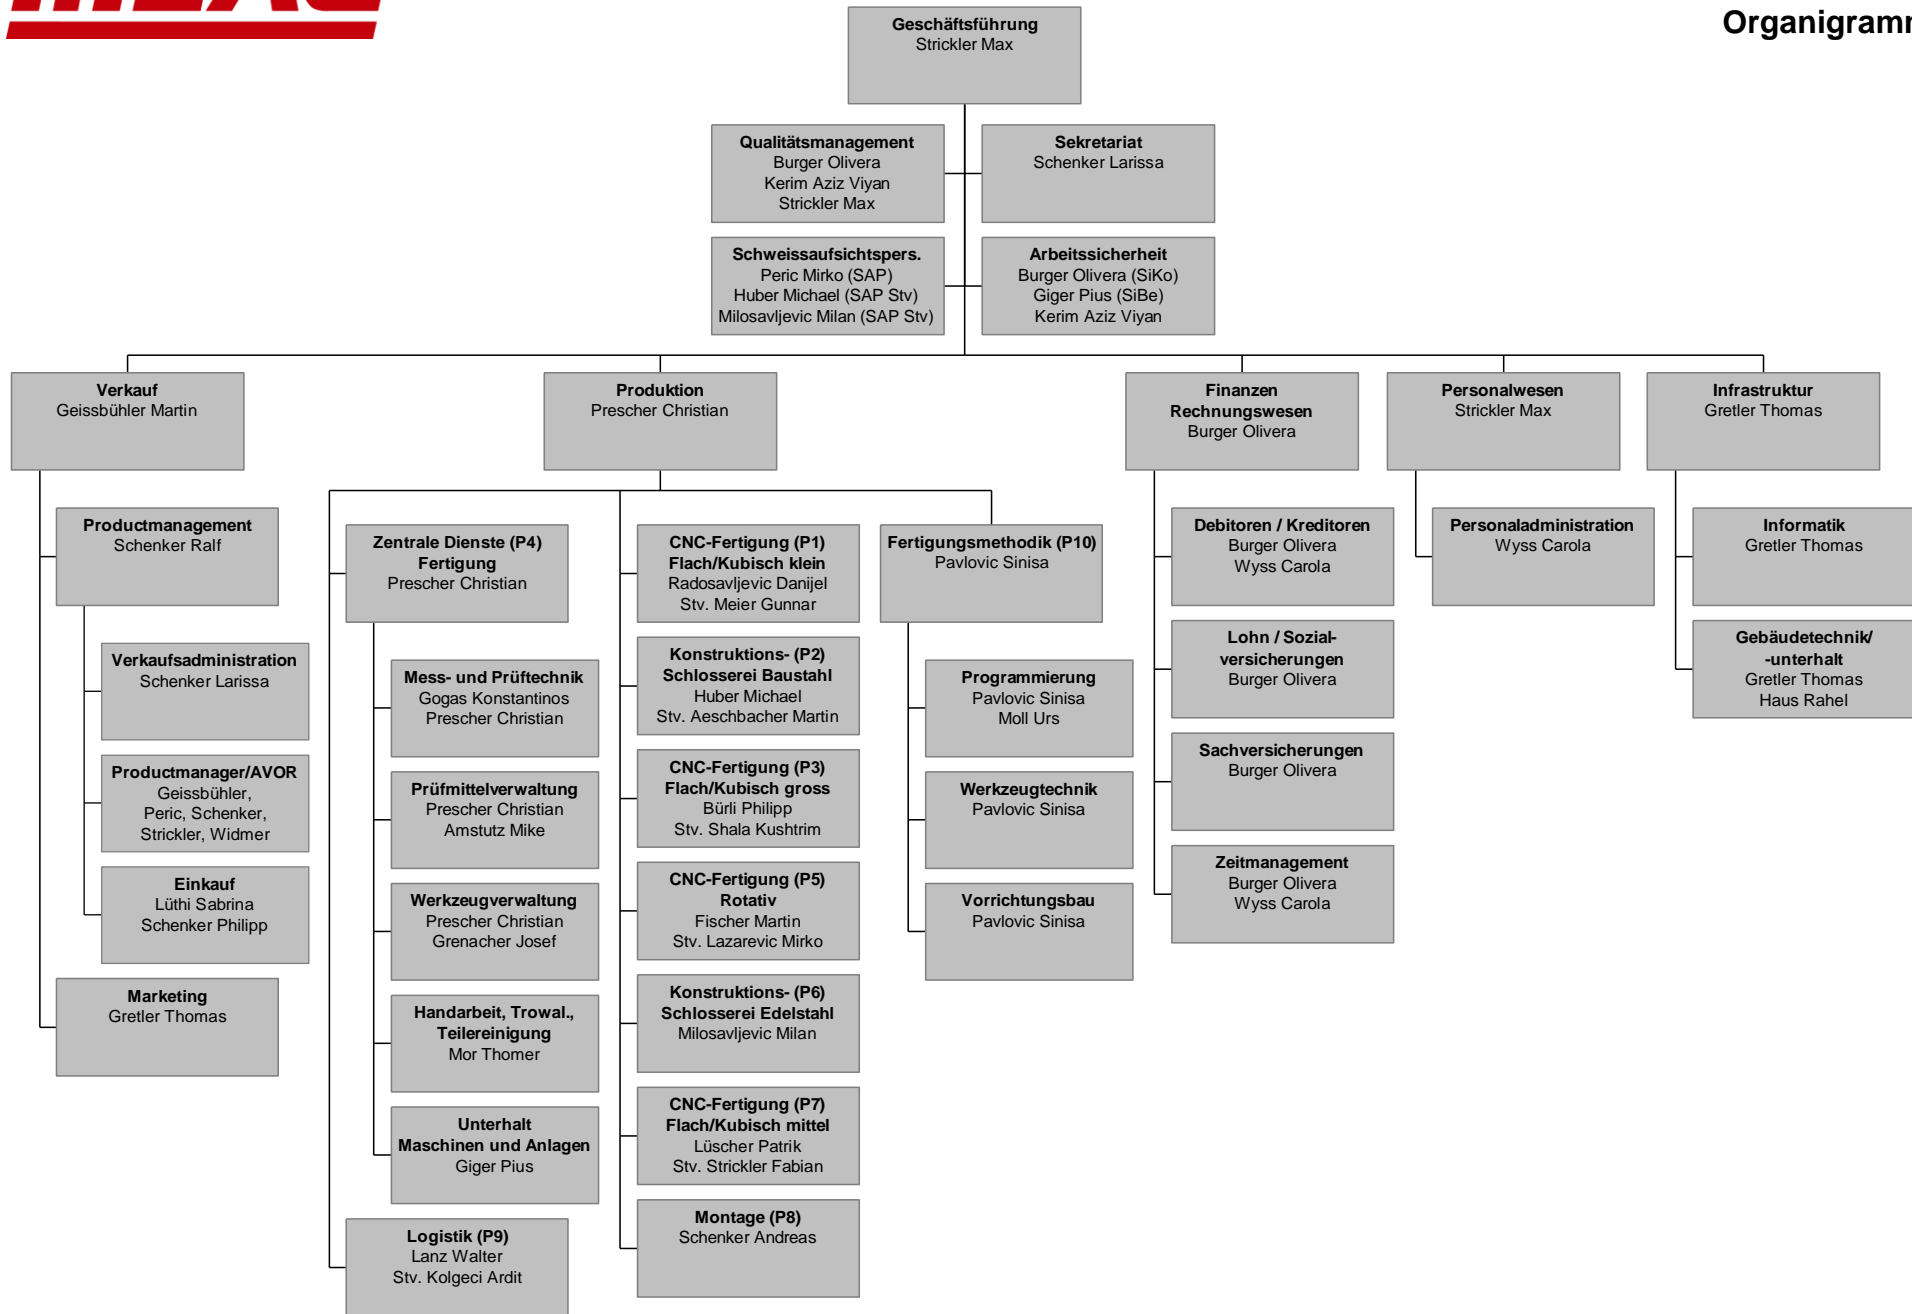 Organigramm
Geschäftsführung
Strickler Max
Qualitätsmanagement
Burger Olivera
Kerim Aziz Viyan
Strickler Max
Sekretariat
Schenker Larissa
Schweissaufsichtspers.
Peric Mirko (SAP)
Huber Michael (SAP Stv)
Milosavljevic Milan (SAP Stv)
Arbeitssicherheit
Burger Olivera (SiKo)
Giger Pius (SiBe)
Kerim Aziz Viyan
Verkauf
Geissbühler Martin
Productmanagement
Schenker Ralf
Verkaufsadministration
Schenker Larissa
Productmanager/AVOR
Geissbühler,
Peric, Schenker,
Strickler, Widmer
Einkauf
Lüthi Sabrina
Schenker Philipp
Marketing
Gretler Thomas
Produktion
Prescher Christian
Zentrale Dienste (P4)
Fertigung
Prescher Christian
Mess- und Prüftechnik
Gogas Konstantinos
Prescher Christian
Prüfmittelverwaltung
Prescher Christian
Amstutz Mike
Werkzeugverwaltung
Prescher Christian
Grenacher Josef
Handarbeit, Trowal.,
Teilereinigung
Mor Thomer
Unterhalt
Maschinen und Anlagen
Giger Pius
Logistik (P9)
Lanz Walter
Stv. Kolgeci Ardit
CNC-Fertigung (P1)
Flach/Kubisch klein
Radosavljevic Danijel
Stv. Meier Gunnar
Konstruktions- (P2)
Schlosserei Baustahl
Huber Michael
Stv. Aeschbacher Martin
CNC-Fertigung (P3)
Flach/Kubisch gross
Bürli Philipp
Stv. Shala Kushtrim
CNC-Fertigung (P5)
Rotativ
Fischer Martin
Stv. Lazarevic Mirko
Konstruktions- (P6)
Schlosserei Edelstahl
Milosavljevic Milan
CNC-Fertigung (P7)
Flach/Kubisch mittel
Lüscher Patrik
Stv. Strickler Fabian
Montage (P8)
Schenker Andreas
Fertigungsmethodik (P10)
Pavlovic Sinisa
Programmierung
Pavlovic Sinisa
Moll Urs
Werkzeugtechnik
Pavlovic Sinisa
Vorrichtungsbau
Pavlovic Sinisa
Finanzen
Rechnungswesen
Burger Olivera
Debitoren / Kreditoren
Burger Olivera
Wyss Carola
Lohn / Sozial-
versicherungen
Burger Olivera
Sachversicherungen
Burger Olivera
Zeitmanagement
Burger Olivera
Wyss Carola
Personalwesen
Strickler Max
Personaladministration
Wyss Carola
Infrastruktur
Gretler Thomas
Informatik
Gretler Thomas
Gebäudetechnik/
-unterhalt
Gretler Thomas
Haus Rahel